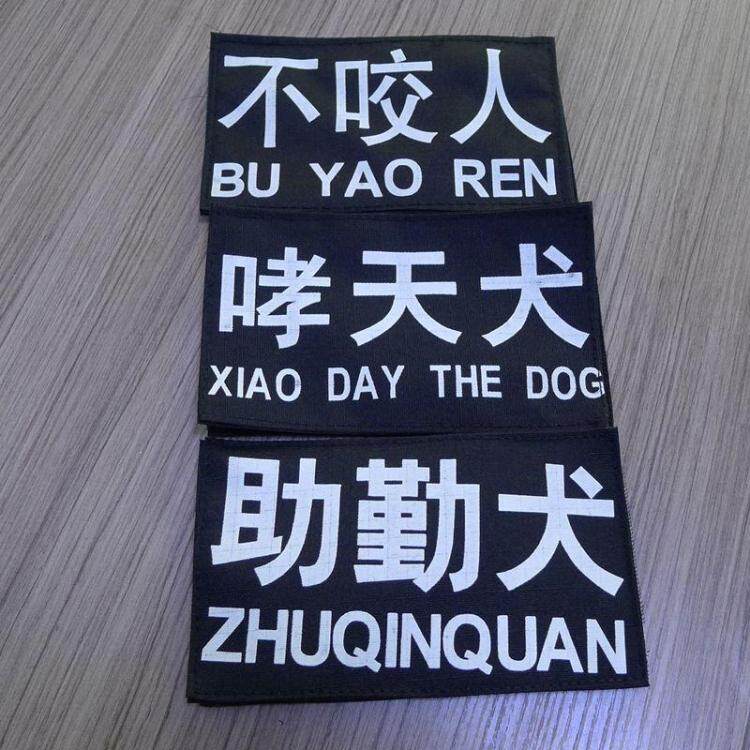 不咬人
BU YAO REN
哮天犬
XIAO DAY THE DOG
助勤犬
ZHUQINQUAN